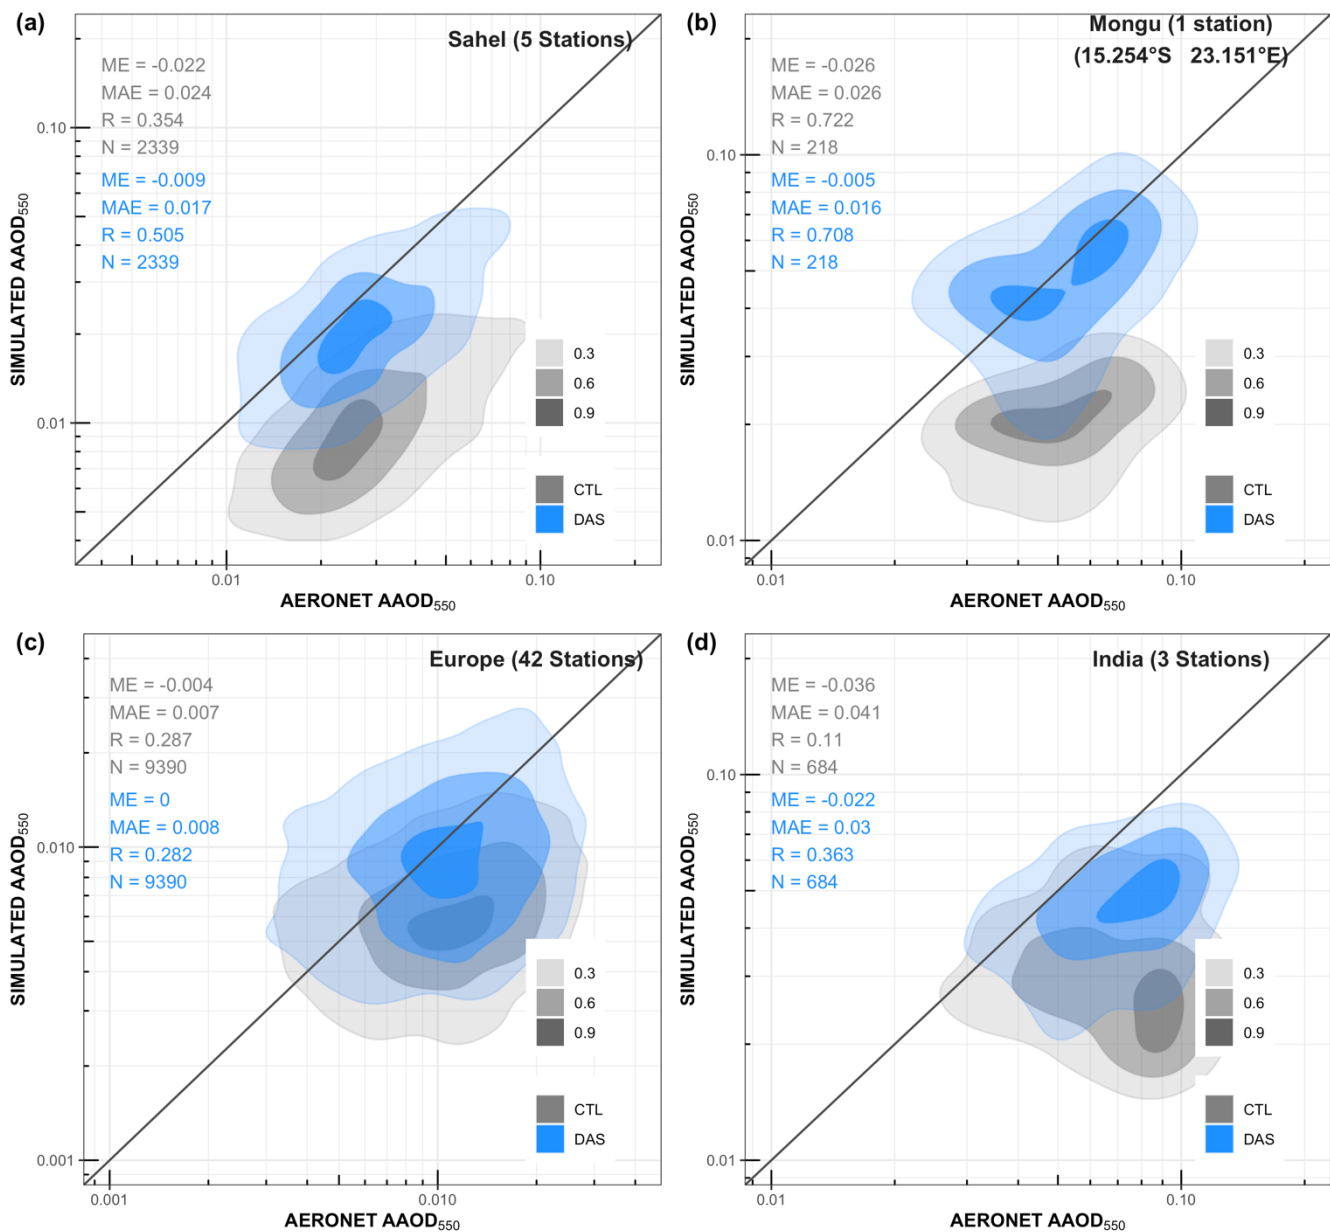 (a)
Sahel (5 Stations)
ME = -0.022
MAE = 0.024
R = 0.354
N = 2339
ME = -0.009
MAE = 0.017
R = 0.505
N = 2339
0.10
0.01
SIMULATED AAOD550
0.3
0.6
0.9
CTL
DAS
0.01 0.10
AERONET AAOD550
(b)
Mongu (1 station)
(15.254°S 23.151°E)
ME = -0.026
MAE = 0.026
R = 0.722
N = 218
ME = -0.005
MAE = 0.016
R = 0.708
N = 218
0.10
0.01
SIMULATED AAOD550
0.3
0.6
0.9
CTL
DAS
0.01 0.10
AERONET AAOD550
(c)
Europe (42 Stations)
ME = -0.004
MAE = 0.007
R = 0.287
N = 9390
ME = 0
MAE = 0.008
R = 0.282
N = 9390
0.010
0.001
SIMULATED AAOD550
0.3
0.6
0.9
CTL
DAS
0.001 0.010
AERONET AAOD550
(d)
India (3 Stations)
ME = -0.036
MAE = 0.041
R = 0.11
N = 684
ME = -0.022
MAE = 0.03
R = 0.363
N = 684
0.10
0.01
SIMULATED AAOD550
0.3
0.6
0.9
CTL
DAS
0.01 0.10
AERONET AAOD550